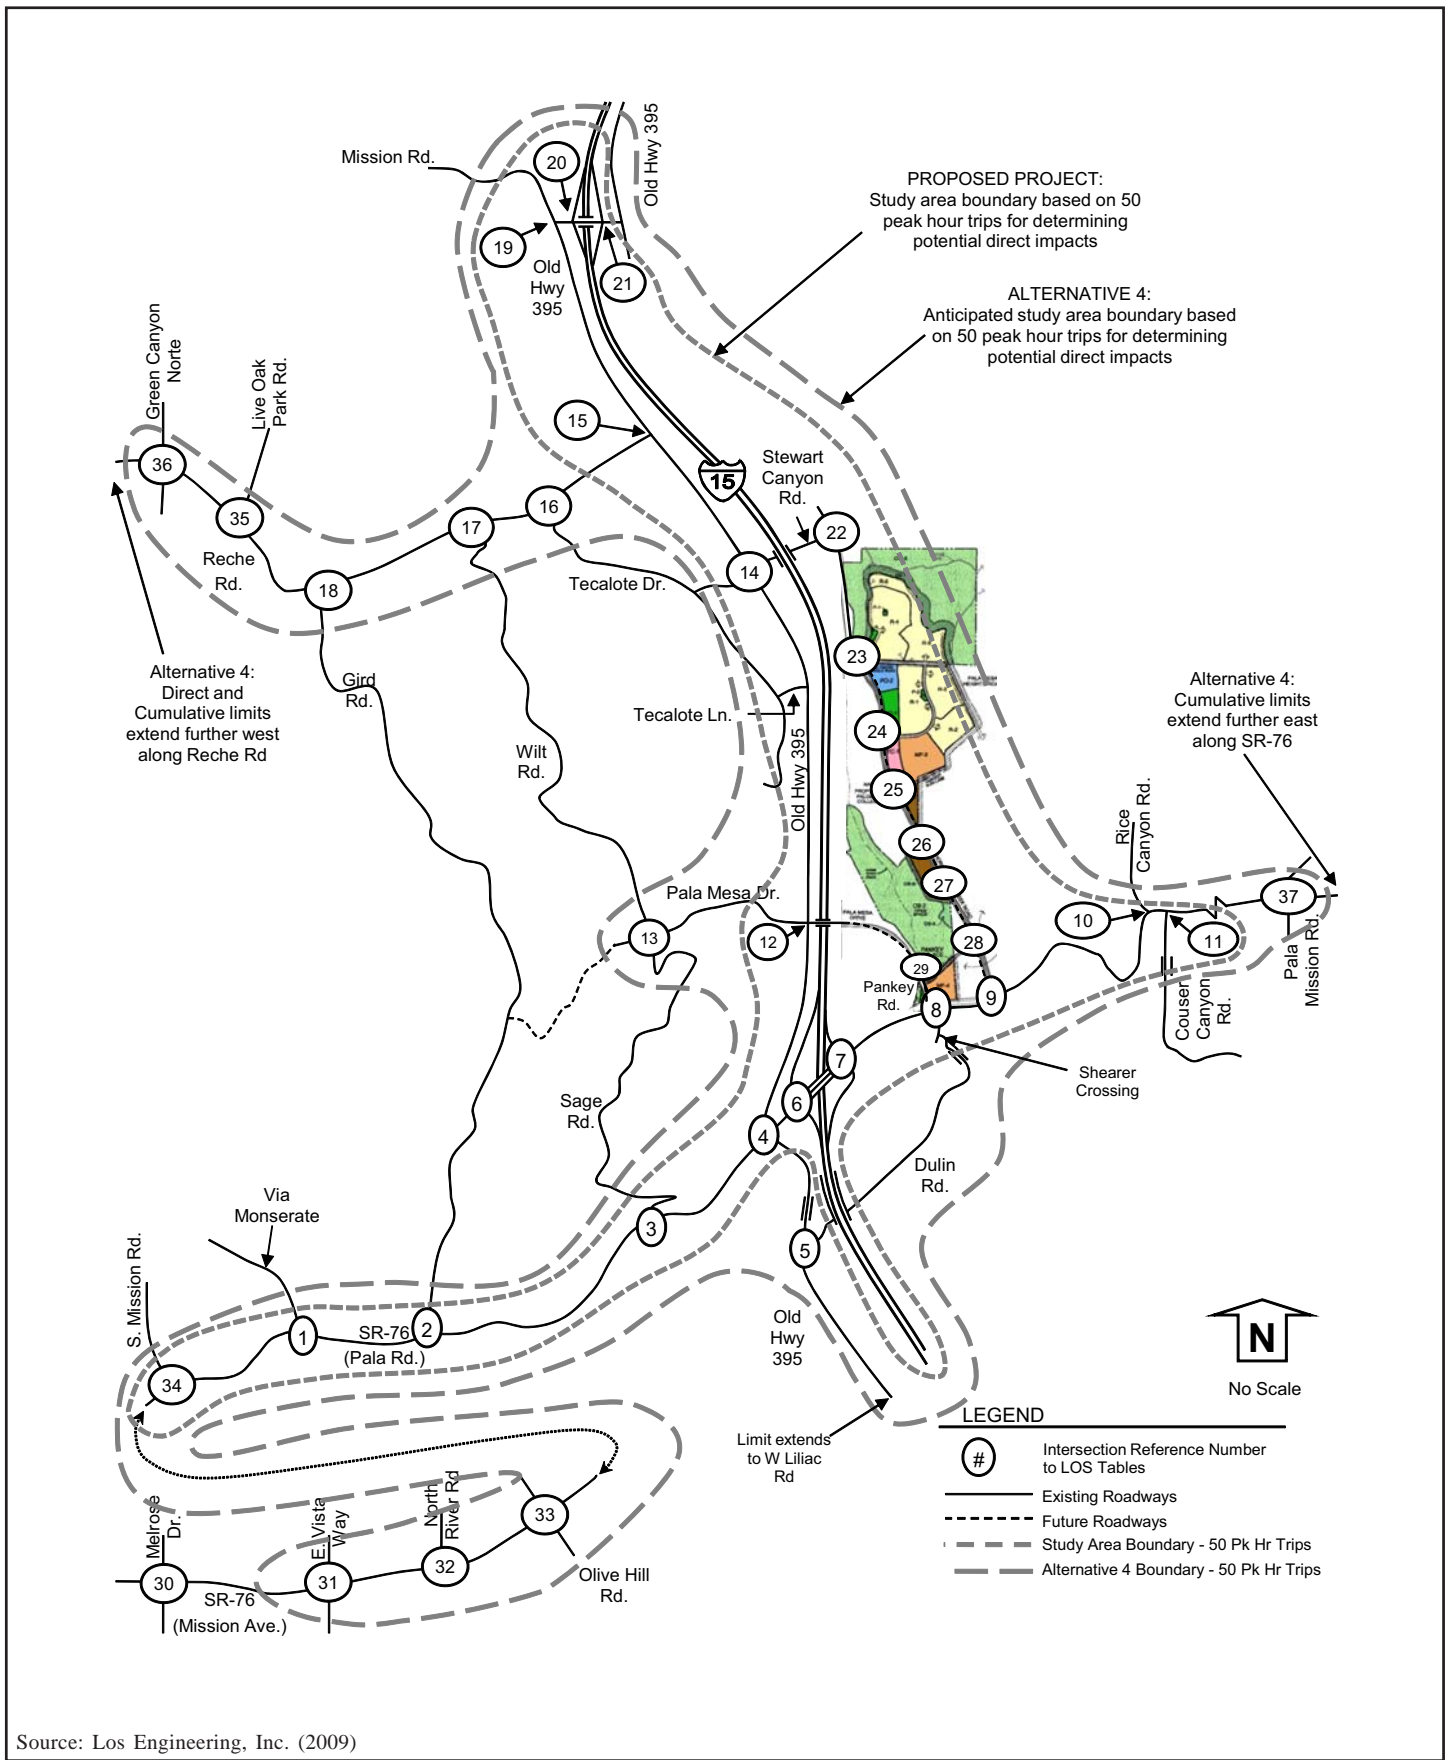 Old Hwy 395
Mission Rd.
20
19
21
Old
Hwy
395
PROPOSED PROJECT:
Study area boundary based on 50
peak hour trips for determining
potential direct impacts
ALTERNATIVE 4:
Anticipated study area boundary based
on 50 peak hour trips for determining
potential direct impacts
Green Canyon
Norte
Live Oak
Park Rd.
15
15
Stewart
Canyon
Rd.
36
35
17
16
22
14
Reche
Rd.
18
Tecalote Dr.
23
Gird
Rd.
Alternative 4:
Direct and
Cumulative limits
extend further west
along Reche Rd
Tecalote Ln.
24
Wilt
Rd.
Old Hwy 395
25
Alternative 4:
Cumulative limits
extend further east
along SR-76
26
27
Rice
Canyon Rd.
Pala Mesa Dr.
13
12
28
10
11
37
Pala
Mission Rd.
29
Pankey
Rd.
8
9
Couser
Canyon
Rd.
7
6
4
Shearer
Crossing
Sage
Rd.
Dulin
Rd.
Via
Monserate
3
5
S. Mission Rd.
1
SR-76
(Pala Rd.)
2
34
Old
Hwy
395
N
No Scale
Limit extends
to W Liliac
Rd
LEGEND
#
Intersection Reference Number
to LOS Tables
Existing Roadways
Future Roadways
Study Area Boundary - 50 Pk Hr Trips
Alternative 4 Boundary - 50 Pk Hr Trips
Melrose
Dr.
E. Vista
Way
North
River Rd
33
30
31
32
SR-76
(Mission Ave.)
Olive Hill
Rd.
Source: Los Engineering, Inc. (2009)